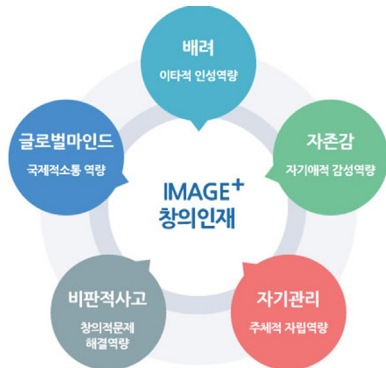 배려
이타적 인성역량
글로벌마인드
국제적소통 역량
자존감
자기애적 감성역량
IMAGE+
창의인재
비판적사고
창의적문제
해결역량
자기관리
주체적 자립역량